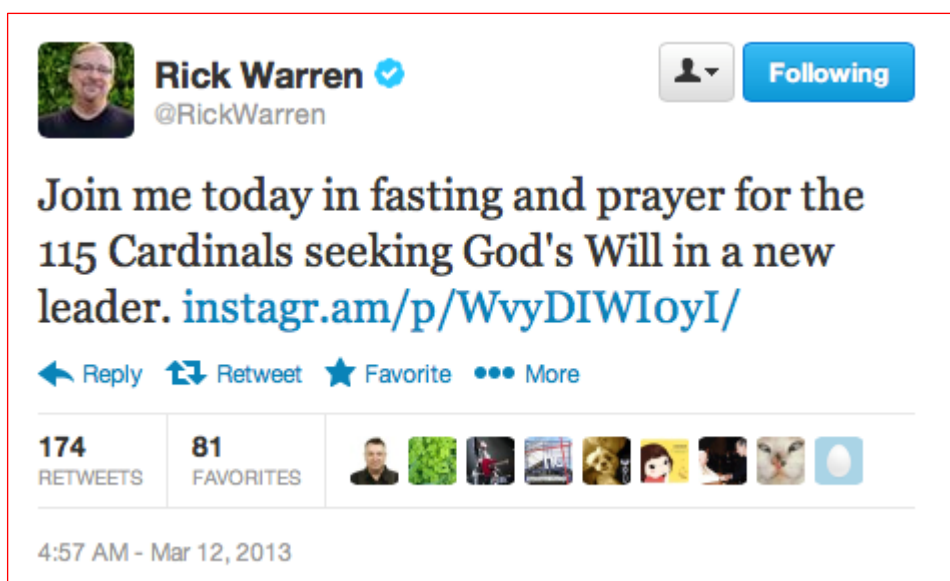 Rick Warren
@RickWarren
Following
Join me today in fasting and prayer for the
115 Cardinals seeking God's Will in a new
leader. instagr.am/p/WvyDIWIoyI/
Reply Retweet Favorite More
174 81
RETWEETS FAVORITES
4:57 AM - Mar 12, 2013